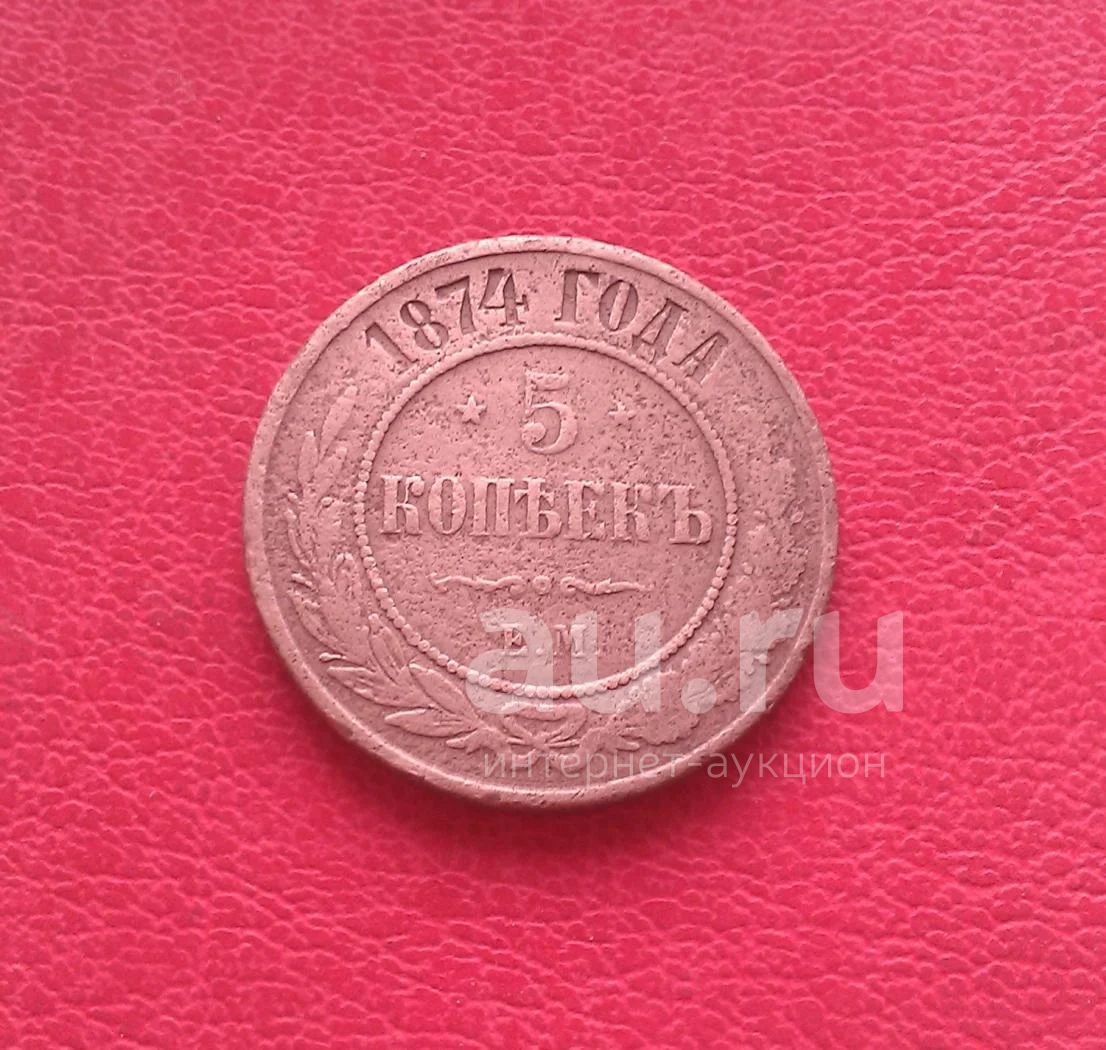 1874 ГОДА
5
КОПѢЕКЪ
Е.М.
au.ru
интернет-аукцион